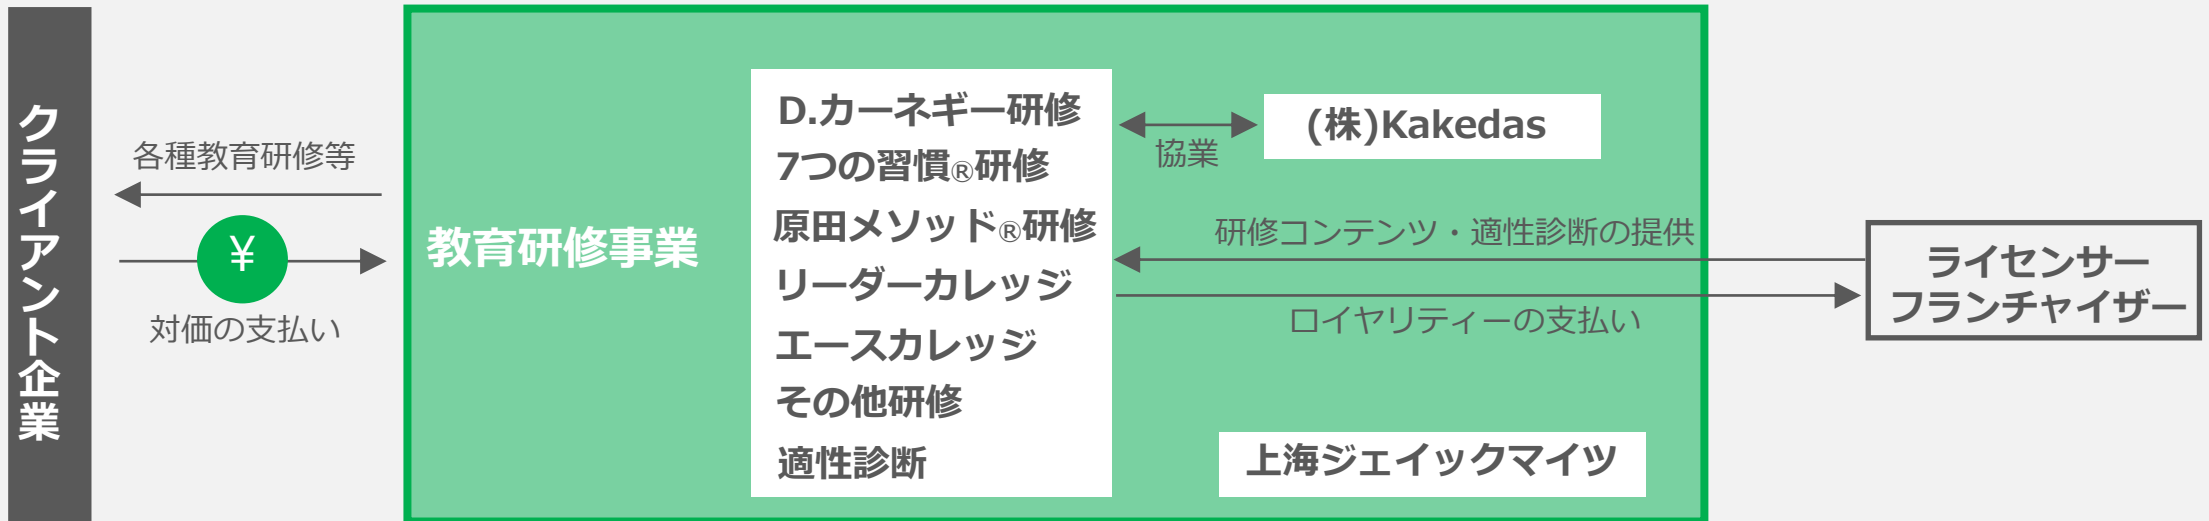 クライアント企業
各種教育研修等
¥
対価の支払い
教育研修事業
D.カーネギー研修
7つの習慣®研修
原田メソッド®研修
リーダーカレッジ
エースカレッジ
その他研修
適性診断
協業
(株)Kakedas
研修コンテンツ・適性診断の提供
ロイヤリティーの支払い
上海ジェイックマイツ
ライセンサー
フランチャイザー